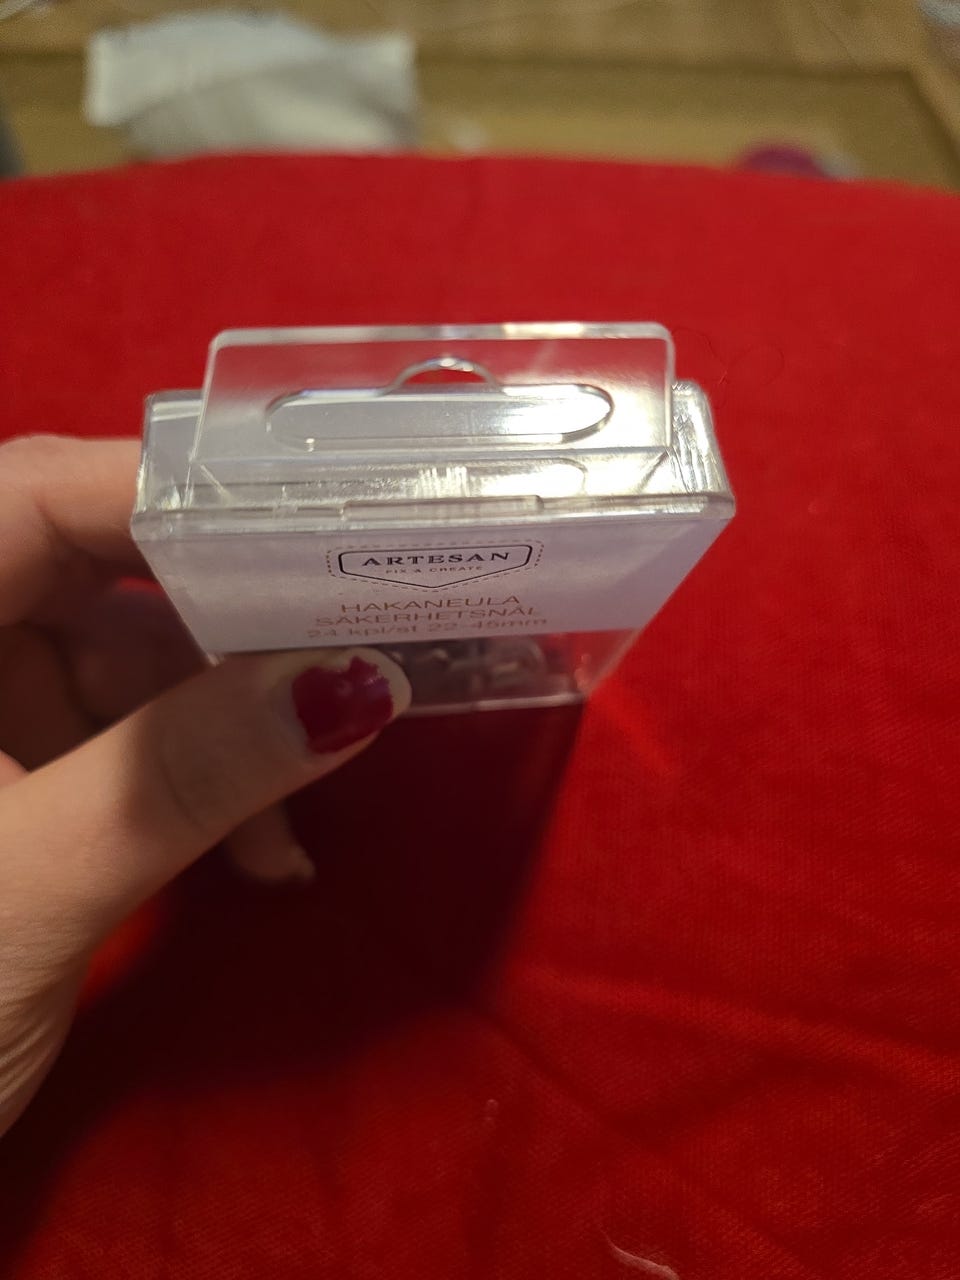 ARTESAN
FIX & CREATE
HAKANEULA
SÄKERHETSNÅL
24 kpl/st 22-45mm